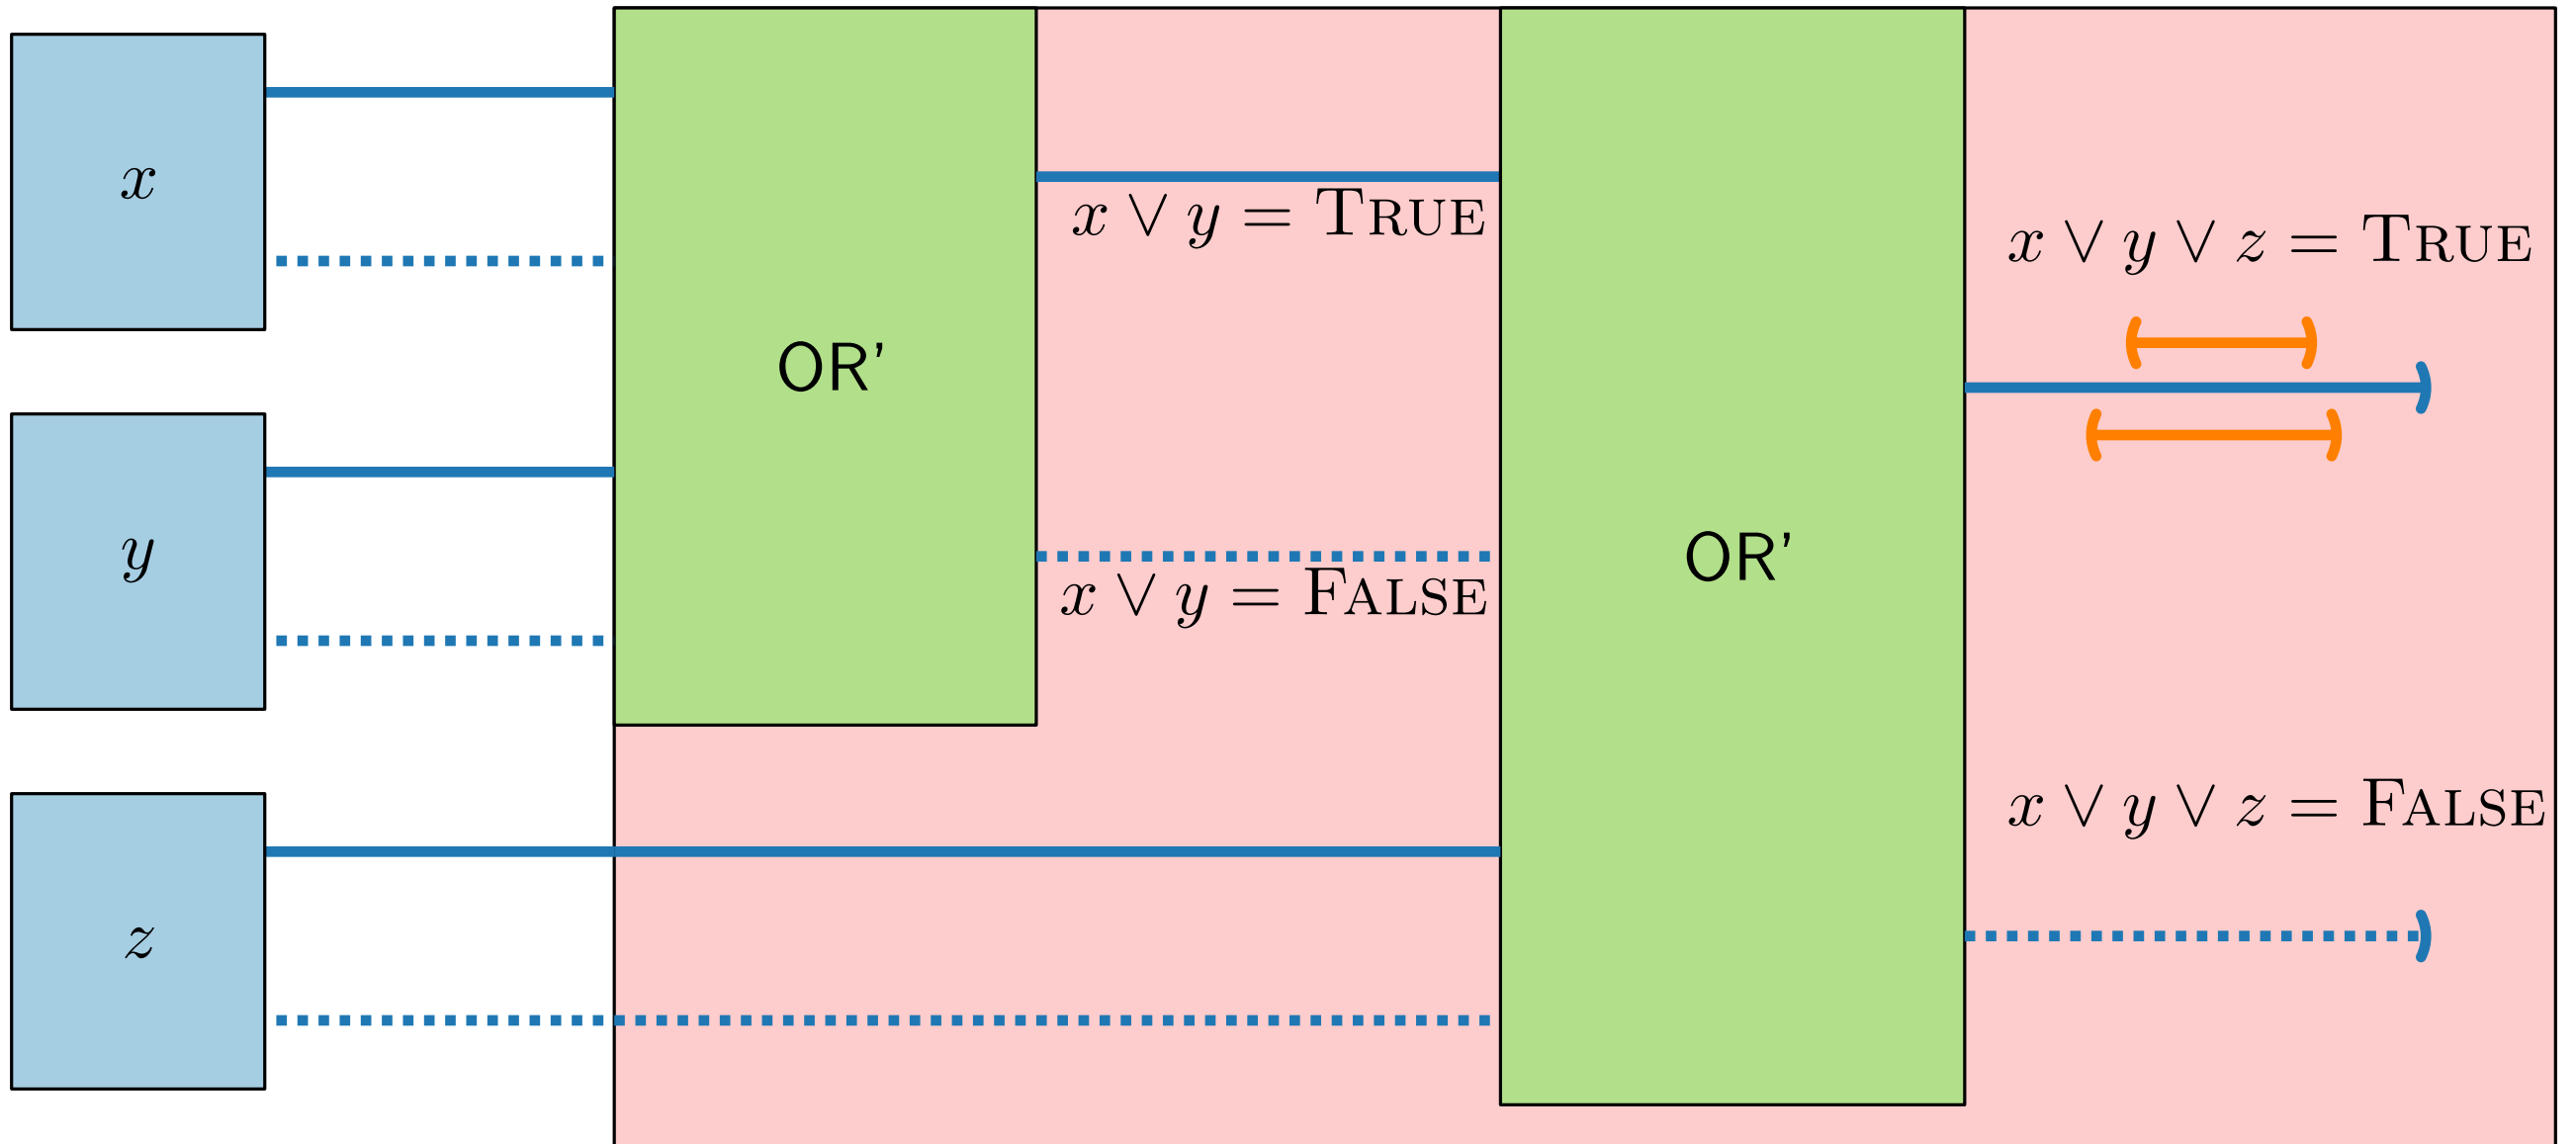 x
x ∨ y = TRUE
x ∨ y ∨ z = TRUE
OR’
y
OR’
x ∨ y = FALSE
x ∨ y ∨ z = FALSE
z